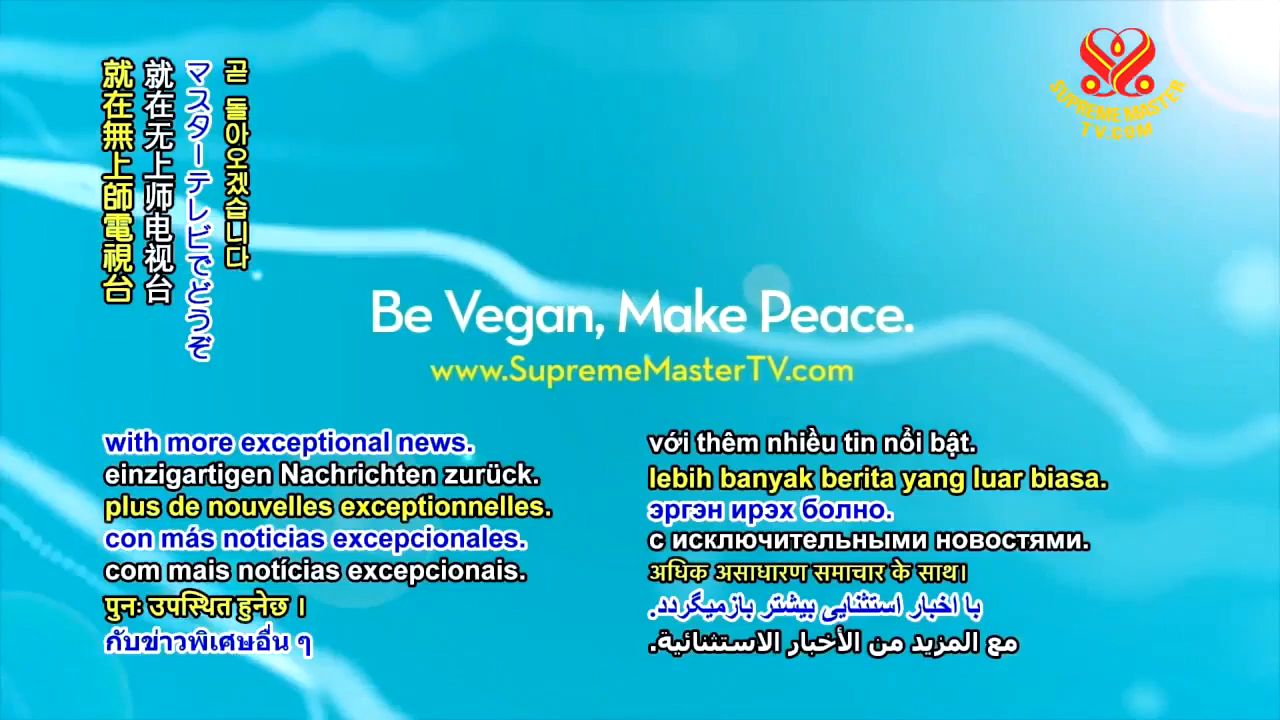 就在無上師電視台
就在无上师电视台
マスターテレビでどうぞ
곧 돌아오겠습니다
SUPREME MASTER
TV.COM
Be Vegan, Make Peace.
www.SupremeMasterTV.com
with more exceptional news.
einzigartigen Nachrichten zurück.
plus de nouvelles exceptionnelles.
con más noticias excepcionales.
com mais notícias excepcionais.
पुनः उपस्थित हुनेछ ।
กับข่าวพิเศษอื่น ๆ
với thêm nhiều tin nổi bật.
lebih banyak berita yang luar biasa.
эргэн ирэх болно.
с исключительными новостями.
अधिक असाधारण समाचार के साथ।
با اخبار استثنایی بیشتر بازمیگردد.
مع المزيد من الأخبار الاستثنائية.